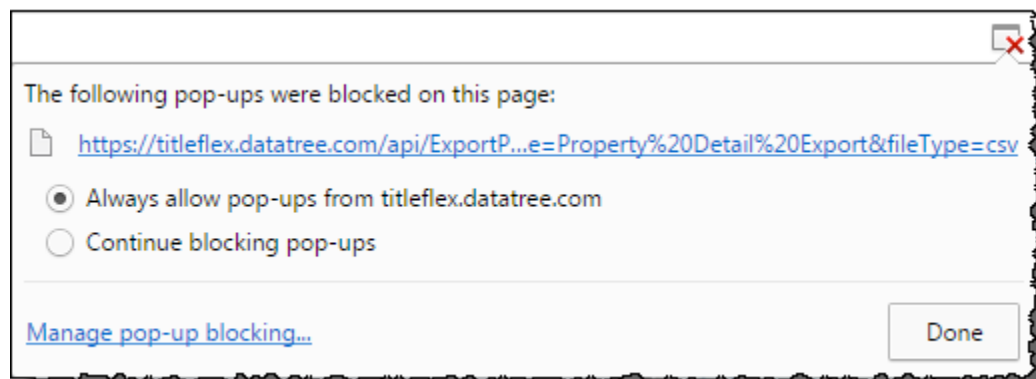 The following pop-ups were blocked on this page:
https://titleflex.datatree.com/api/ExportP...e=Property%20Detail%20Export&fileType=csv
Always allow pop-ups from titleflex.datatree.com
Continue blocking pop-ups
Manage pop-up blocking...
Done